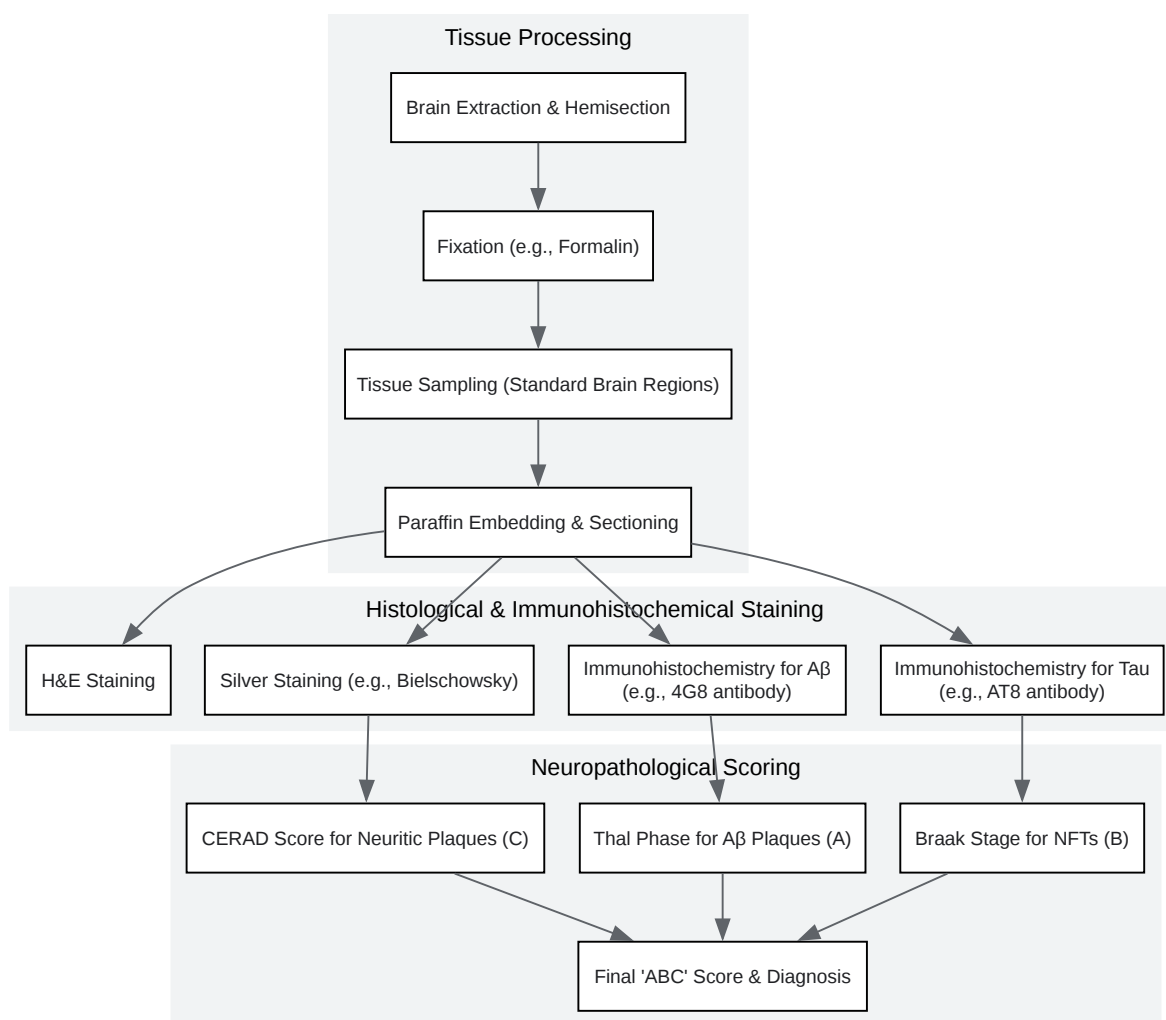 Tissue Processing
Brain Extraction & Hemisection
Fixation (e.g., Formalin)
Tissue Sampling (Standard Brain Regions)
Paraffin Embedding & Sectioning
Histological & Immunohistochemical Staining
H&E Staining
Silver Staining (e.g., Bielschowsky)
Immunohistochemistry for Aβ
(e.g., 4G8 antibody)
Immunohistochemistry for Tau
(e.g., AT8 antibody)
Neuropathological Scoring
CERAD Score for Neuritic Plaques (C)
Thal Phase for Aβ Plaques (A)
Braak Stage for NFTs (B)
Final 'ABC' Score & Diagnosis